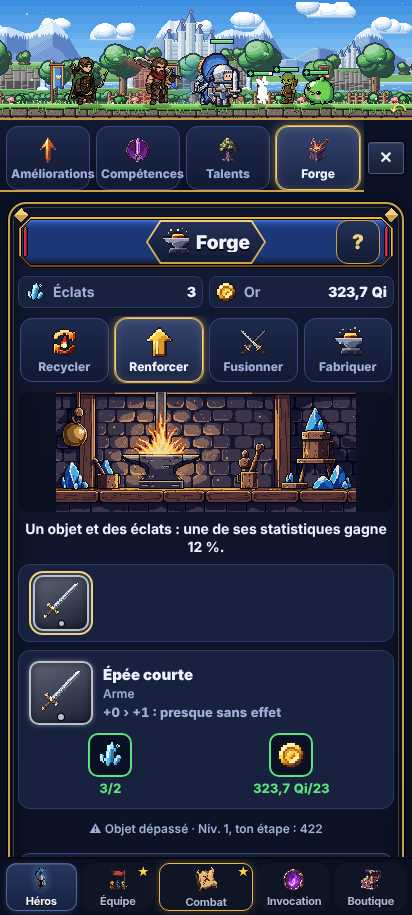 Améliorations
Compétences
Talents
Forge
×
Forge
?
Éclats 3
Or 323,7 Qi
Recycler
Renforcer
Fusionner
Fabriquer
Un objet et des éclats : une de ses statistiques gagne
12 %.
Épée courte
Arme
+0 › +1 : presque sans effet
3/2
323,7 Qi/23
⚠ Objet dépassé · Niv. 1, ton étape : 422
Héros
Équipe
Combat
Invocation
Boutique